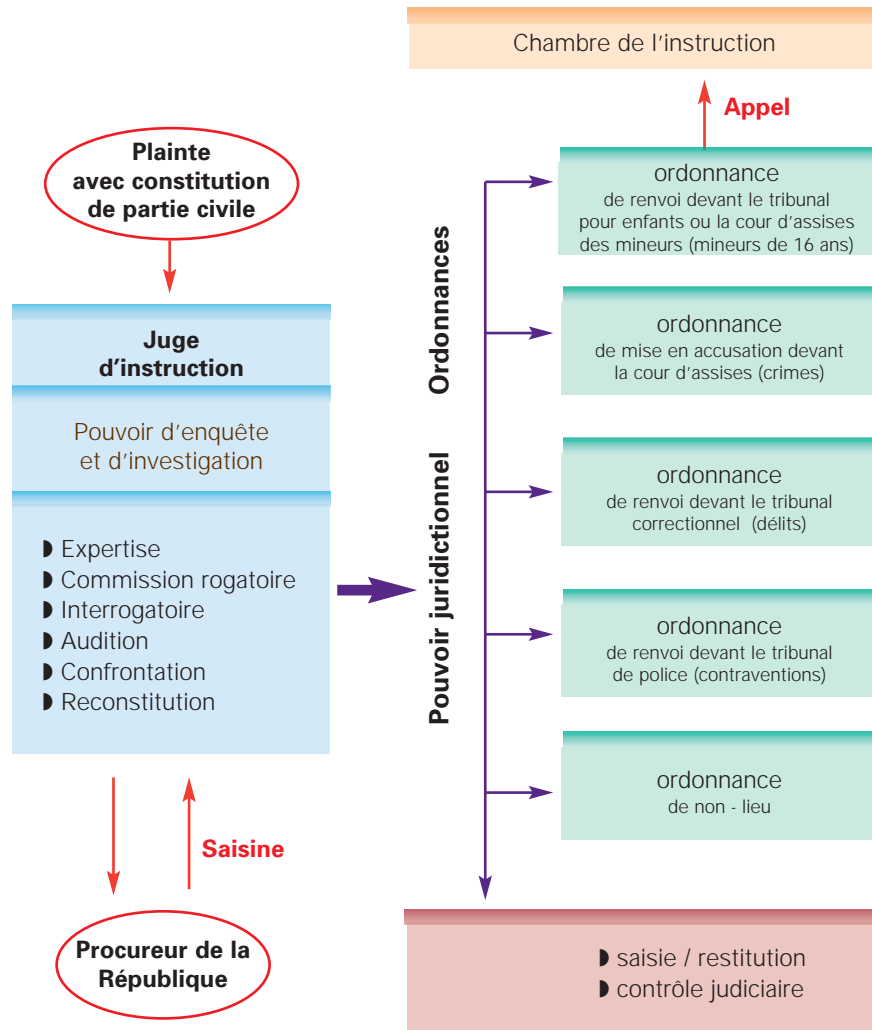 Chambre de l'instruction
Appel
Plainte
avec constitution
de partie civile
Juge
d'instruction
Pouvoir d'enquête
et d'investigation
◗ Expertise
◗ Commission rogatoire
◗ Interrogatoire
◗ Audition
◗ Confrontation
◗ Reconstitution
Saisine
Procureur de la
République
Pouvoir juridictionnel
Ordonnances
ordonnance
de renvoi devant le tribunal
pour enfants ou la cour d'assises
des mineurs (mineurs de 16 ans)
ordonnance
de mise en accusation devant
la cour d'assises (crimes)
ordonnance
de renvoi devant le tribunal
correctionnel (délits)
ordonnance
de renvoi devant le tribunal
de police (contraventions)
ordonnance
de non - lieu
◗ saisie / restitution
◗ contrôle judiciaire